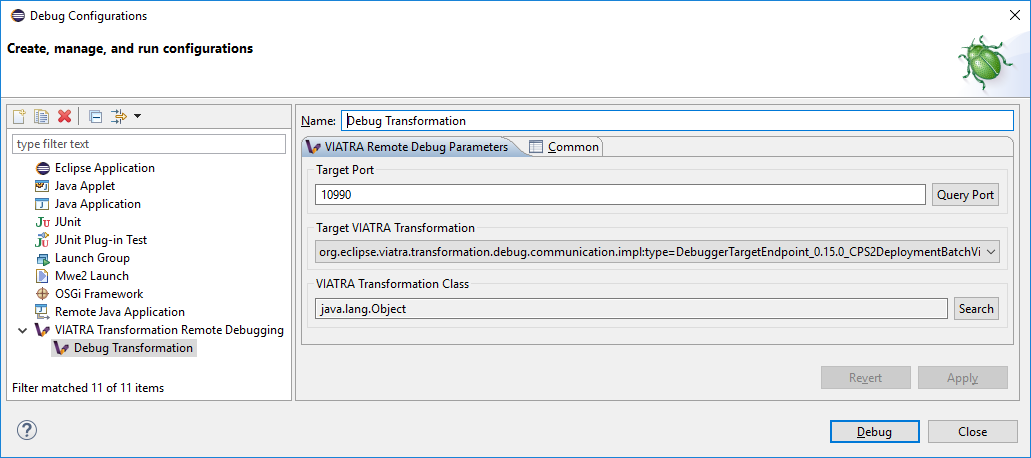 Debug Configurations
Create, manage, and run configurations
type filter text
Eclipse Application
Java Applet
Java Application
JUnit
JUnit Plug-in Test
Launch Group
Mwe2 Launch
OSGi Framework
Remote Java Application
VIATRA Transformation Remote Debugging
Debug Transformation
Filter matched 11 of 11 items
Name: Debug Transformation
VIATRA Remote Debug Parameters Common
Target Port
10990 Query Port
Target VIATRA Transformation
org.eclipse.viatra.transformation.debug.communication.impl:type=DebuggerTargetEndpoint_0.15.0_CPS2DeploymentBatchVi
VIATRA Transformation Class
java.lang.Object Search
Revert Apply
Debug Close